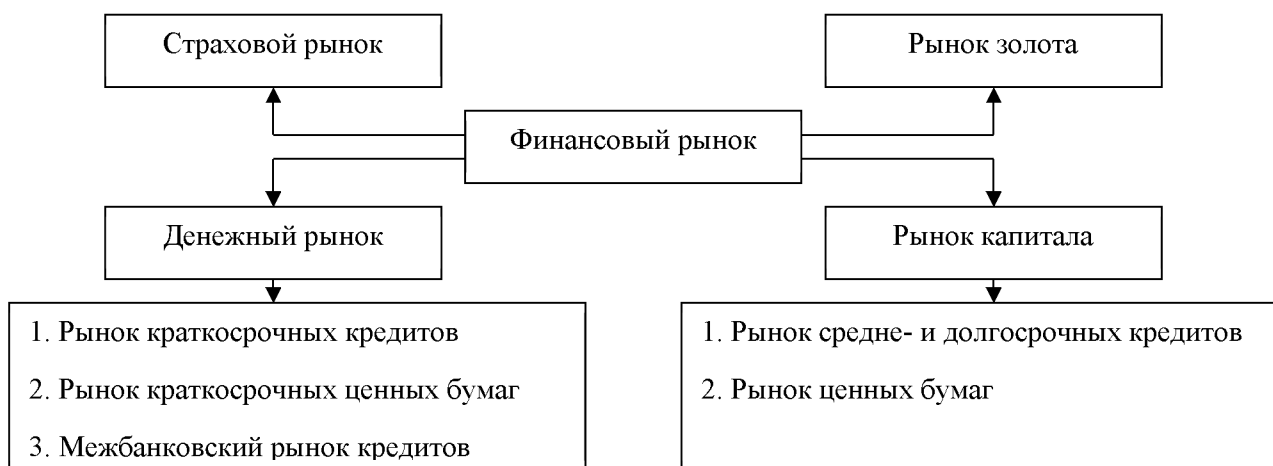 Страховой рынок
Рынок золота
Финансовый рынок
Денежный рынок
Рынок капитала
1. Рынок краткосрочных кредитов
2. Рынок краткосрочных ценных бумаг
3. Межбанковский рынок кредитов
1. Рынок средне- и долгосрочных кредитов
2. Рынок ценных бумаг